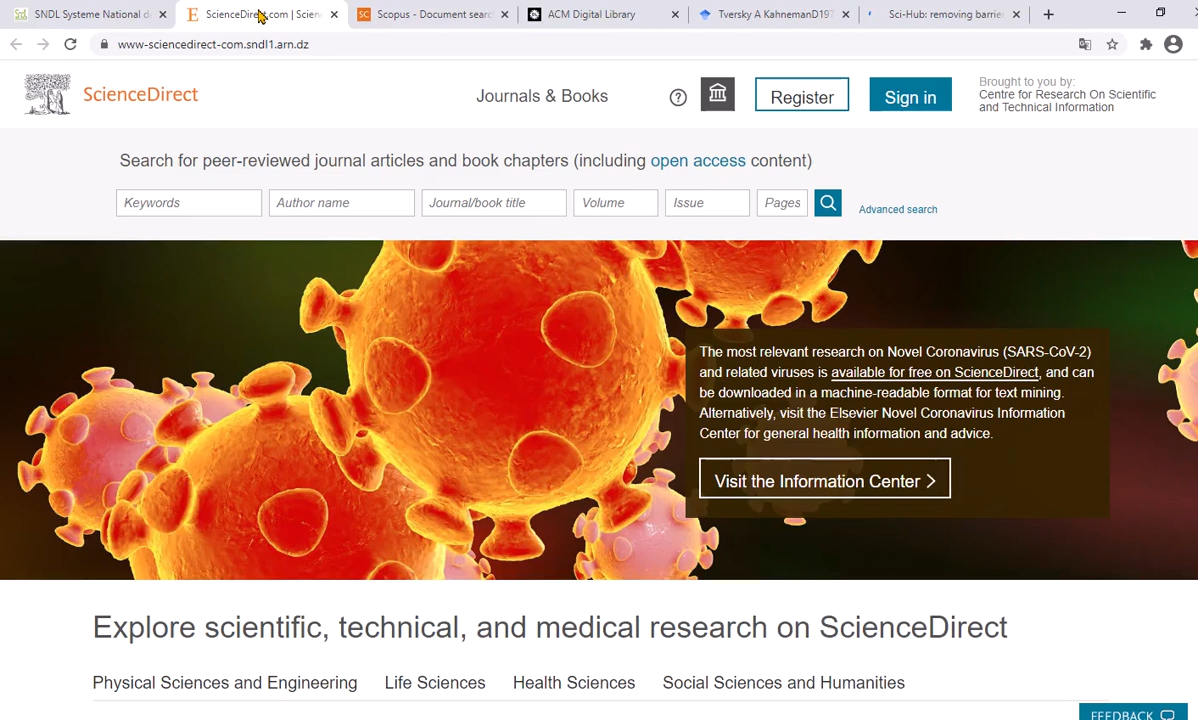 SNDL Systeme National d
ScienceDirect.com | Scien
Scopus - Document sear
ACM Digital Library
Tversky A KahnemanD197
Sci-Hub: removing barrie
www-sciencedirect-com.sndl1.arn.dz
ScienceDirect
Journals & Books
Register
Sign in
Brought to you by:
Centre for Research On Scientific
and Technical Information
Search for peer-reviewed journal articles and book chapters (including open access content)
Keywords
Author name
Journal/book title
Volume
Issue
Pages
Advanced search
The most relevant research on Novel Coronavirus (SARS-CoV-2)
and related viruses is available for free on ScienceDirect, and can
be downloaded in a machine-readable format for text mining.
Alternatively, visit the Elsevier Novel Coronavirus Information
Center for general health information and advice.
Visit the Information Center >
Explore scientific, technical, and medical research on ScienceDirect
Physical Sciences and Engineering
Life Sciences
Health Sciences
Social Sciences and Humanities
FEEDBACK